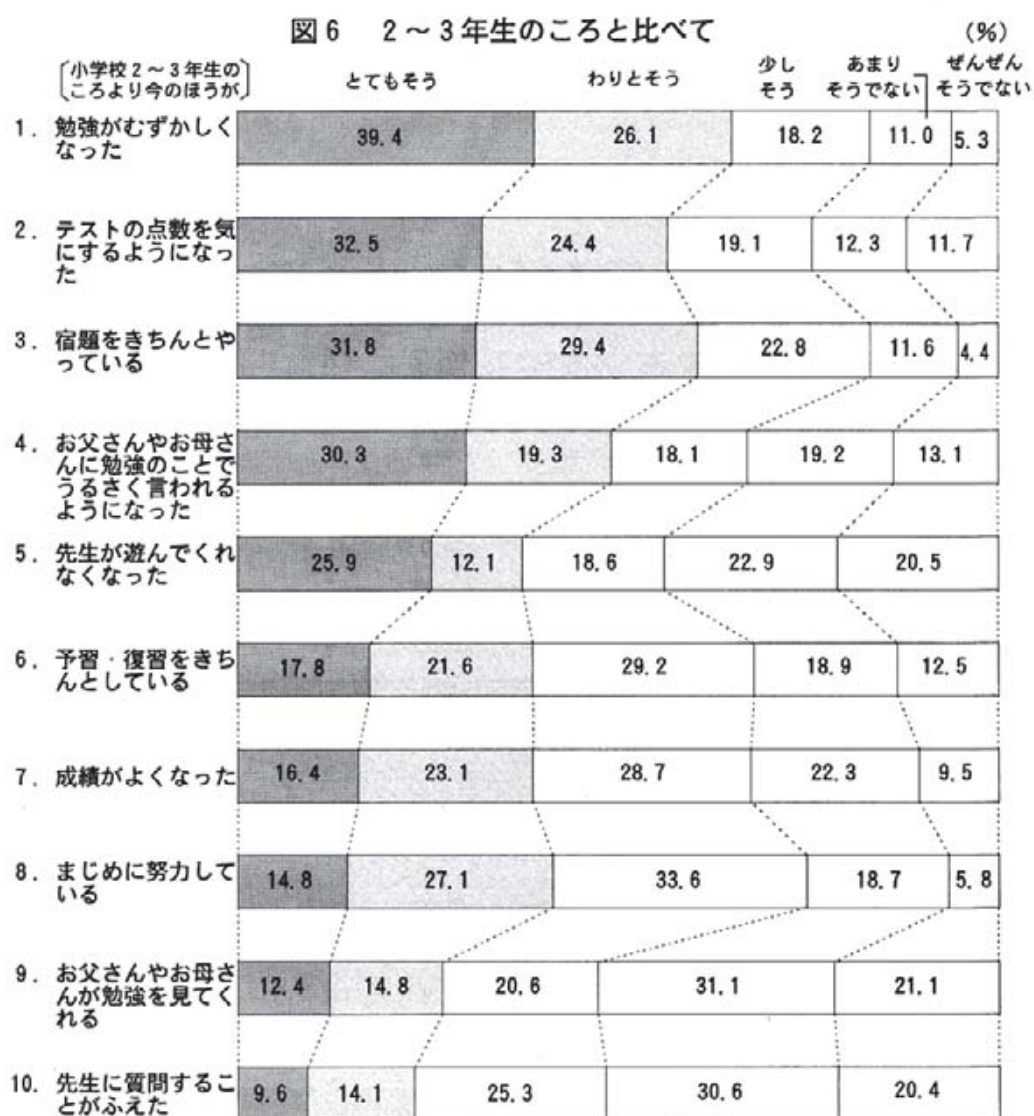 図6 2～3年生のころと比べて (%)
〔小学校2～3年生の
ころより今のほうが〕
とてもそう
わりとそう
少し
そう
あまり
そうでない
ぜんぜん
そうでない
1. 勉強がむずかしく
なった
39.4 26.1 18.2 11.0 5.3
2. テストの点数を気
にするようになっ
た
32.5 24.4 19.1 12.3 11.7
3. 宿題をきちんとや
っている
31.8 29.4 22.8 11.6 4.4
4. お父さんやお母さ
んに勉強のことで
うるさく言われる
ようになった
30.3 19.3 18.1 19.2 13.1
5. 先生が遊んでくれ
なくなった
25.9 12.1 18.6 22.9 20.5
6. 予習・復習をきち
んとしている
17.8 21.6 29.2 18.9 12.5
7. 成績がよくなった
16.4 23.1 28.7 22.3 9.5
8. まじめに努力して
いる
14.8 27.1 33.6 18.7 5.8
9. お父さんやお母さ
んが勉強を見てく
れる
12.4 14.8 20.6 31.1 21.1
10. 先生に質問するこ
とがふえた
9.6 14.1 25.3 30.6 20.4